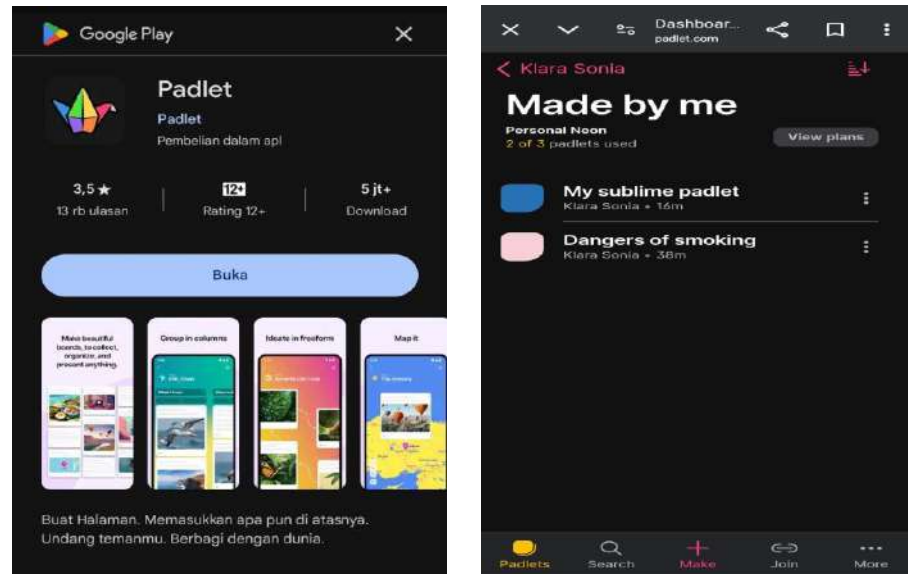 Google Play
Padlet
Padlet
Pembelian dalam apl
3,5 ★
13 rb ulasan
12+
Rating 12+
5 jt+
Download
Buka
Make beautiful
boards, to collect,
organize, and
present anything.
Group in columns
Ideate in freeform
Map it
Buat Halaman. Memasukkan apa pun di atasnya.
Undang temanmu. Berbagi dengan dunia.
Dashboar...
padlet.com
Klara Sonia
Made by me
Personal Neon
2 of 3 padlets used
View plans
My sublime padlet
Klara Sonia • 16m
Dangers of smoking
Klara Sonia • 38m
Padlets
Search
Make
Join
More